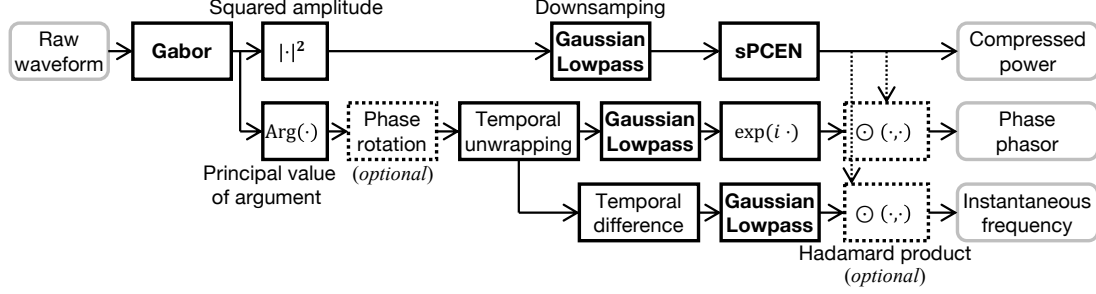 Squared amplitude
Downsamping
Raw
waveform
Gabor
|·|²
Gaussian
Lowpass
sPCEN
Compressed
power
Arg(·)
Phase
rotation
Temporal
unwrapping
Gaussian
Lowpass
exp(i ·)
⊙ (·,·)
Phase
phasor
Principal value
of argument
(optional)
Temporal
difference
Gaussian
Lowpass
⊙ (·,·)
Instantaneous
frequency
Hadamard product
(optional)